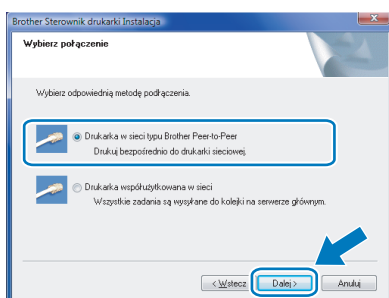 Brother Sterownik drukarki Instalacja
Wybierz połączenie
Wybierz odpowiednią metodę podłączenia.
Drukarka w sieci typu Brother Peer-to-Peer
Drukuj bezpośrednio do drukarki sieciowej.
Drukarka współużytkowana w sieci
Wszystkie zadania są wysyłane do kolejki na serwerze głównym.
< Wstecz Dalej > Anuluj